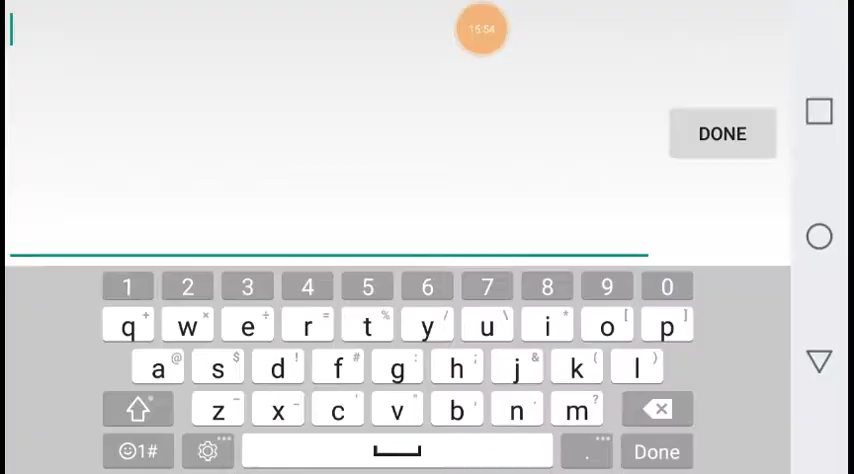 15:54
DONE
1 2 3 4 5 6 7 8 9 0
q + w × e ÷ r = t % y / u \ i * o [ p ]
a @ s $ d ! f # g : h ; j & k ( l )
z ~ x - c ' v " b , n . m ?
1# ... . ... Done